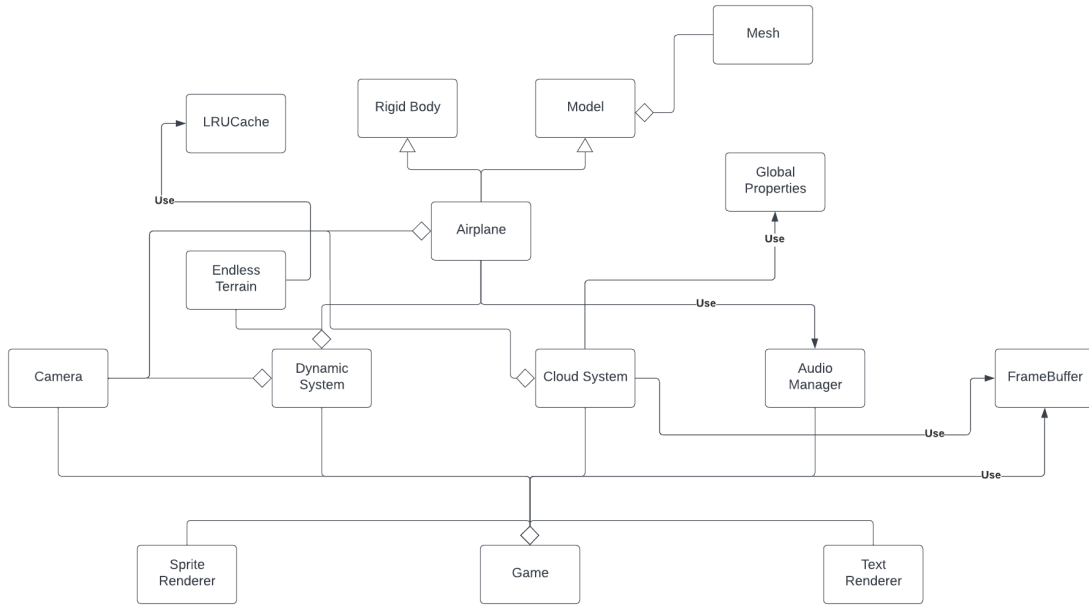 Mesh
Rigid Body
Model
LRUCache
Global
Properties
Use
Airplane
Use
Endless
Terrain
Use
Camera
Dynamic
System
Cloud System
Audio
Manager
FrameBuffer
Use
Use
Sprite
Renderer
Game
Text
Renderer